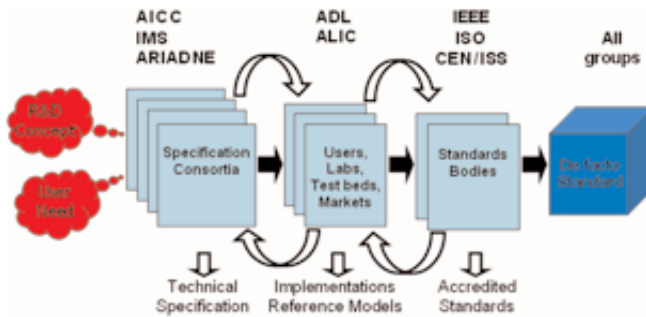 AICC
IMS
ARIADNE
ADL
ALIC
IEEE
ISO
CEN/ISS
All
groups
R&D
Concept
User
Need
Specification
Consortia
Users,
Labs,
Test beds,
Markets
Standards
Bodies
De facto
Standard
Technical
Specification
Implementations
Reference Models
Accredited
Standards